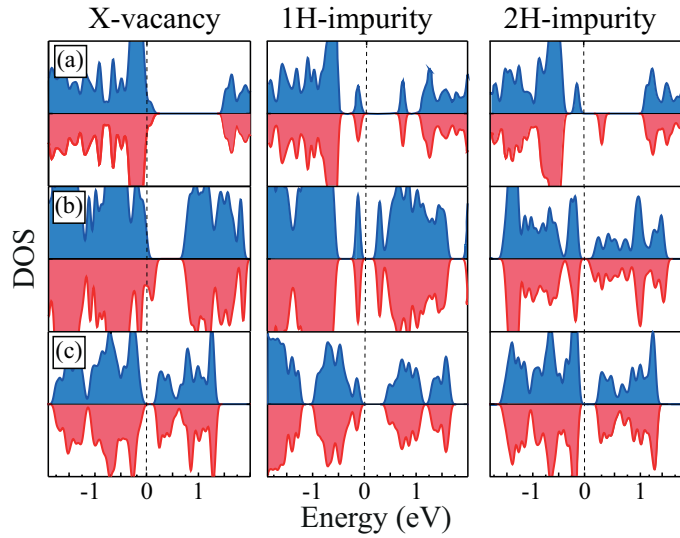 X-vacancy 1H-impurity 2H-impurity
(a)
(b)
DOS
(c)
-1 0 1 -1 0 1 -1 0 1
Energy (eV)